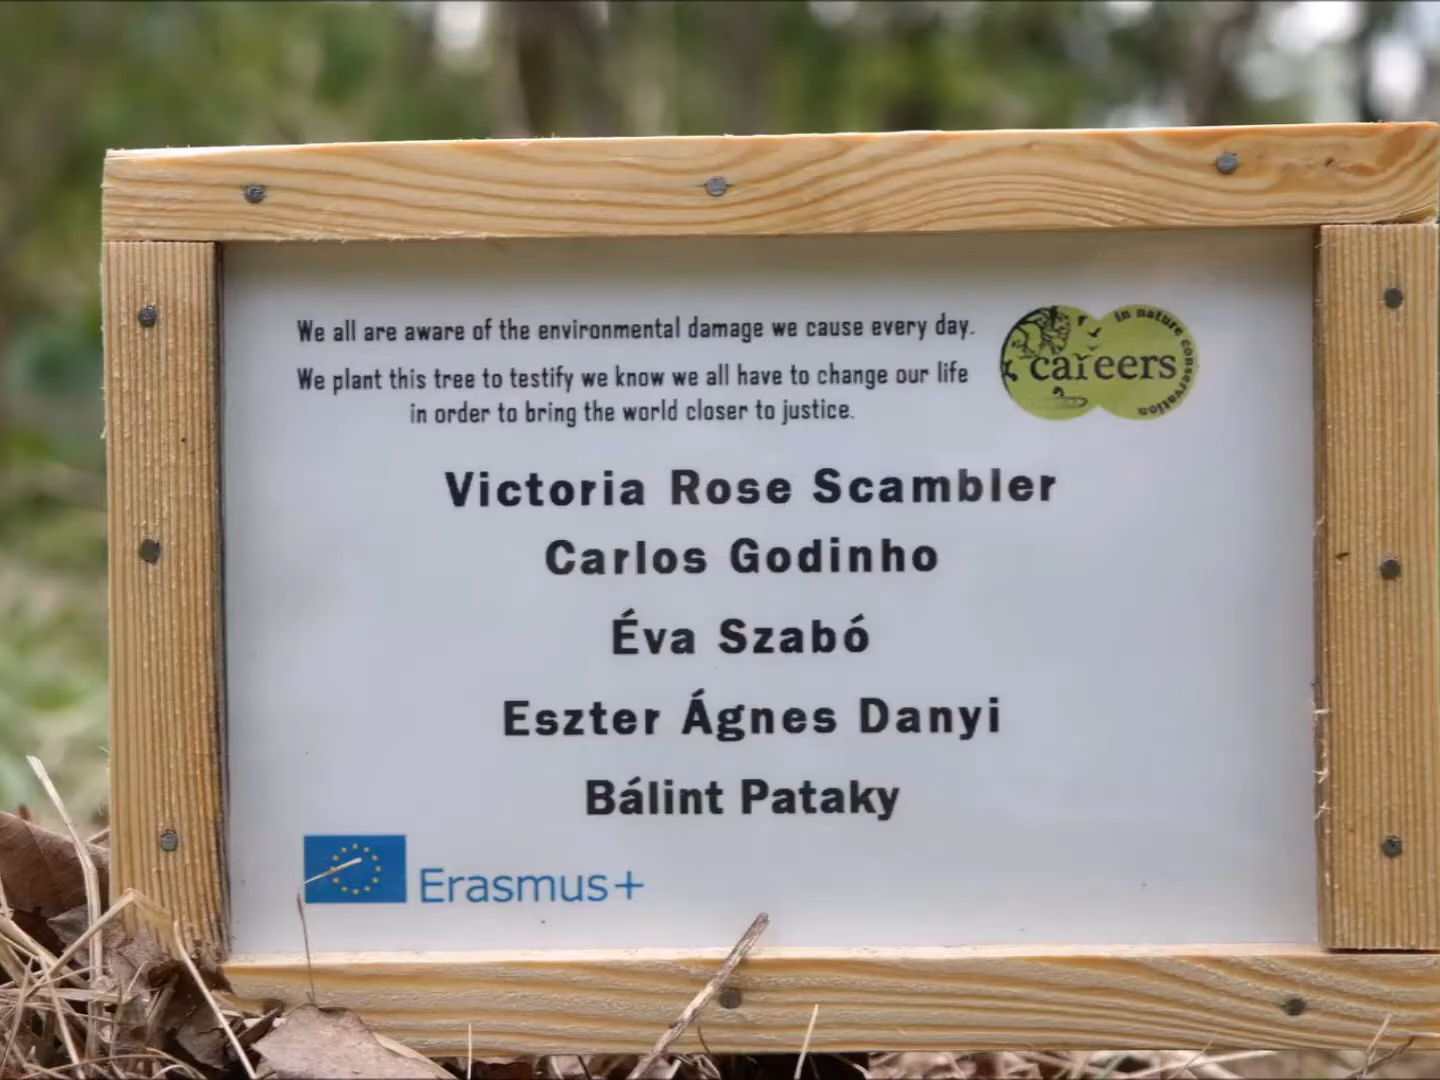 We all are aware of the environmental damage we cause every day.
We plant this tree to testify we know we all have to change our life
in order to bring the world closer to justice.
careers
in nature conservation
Victoria Rose Scambler
Carlos Godinho
Éva Szabó
Eszter Ágnes Danyi
Bálint Pataky
Erasmus+